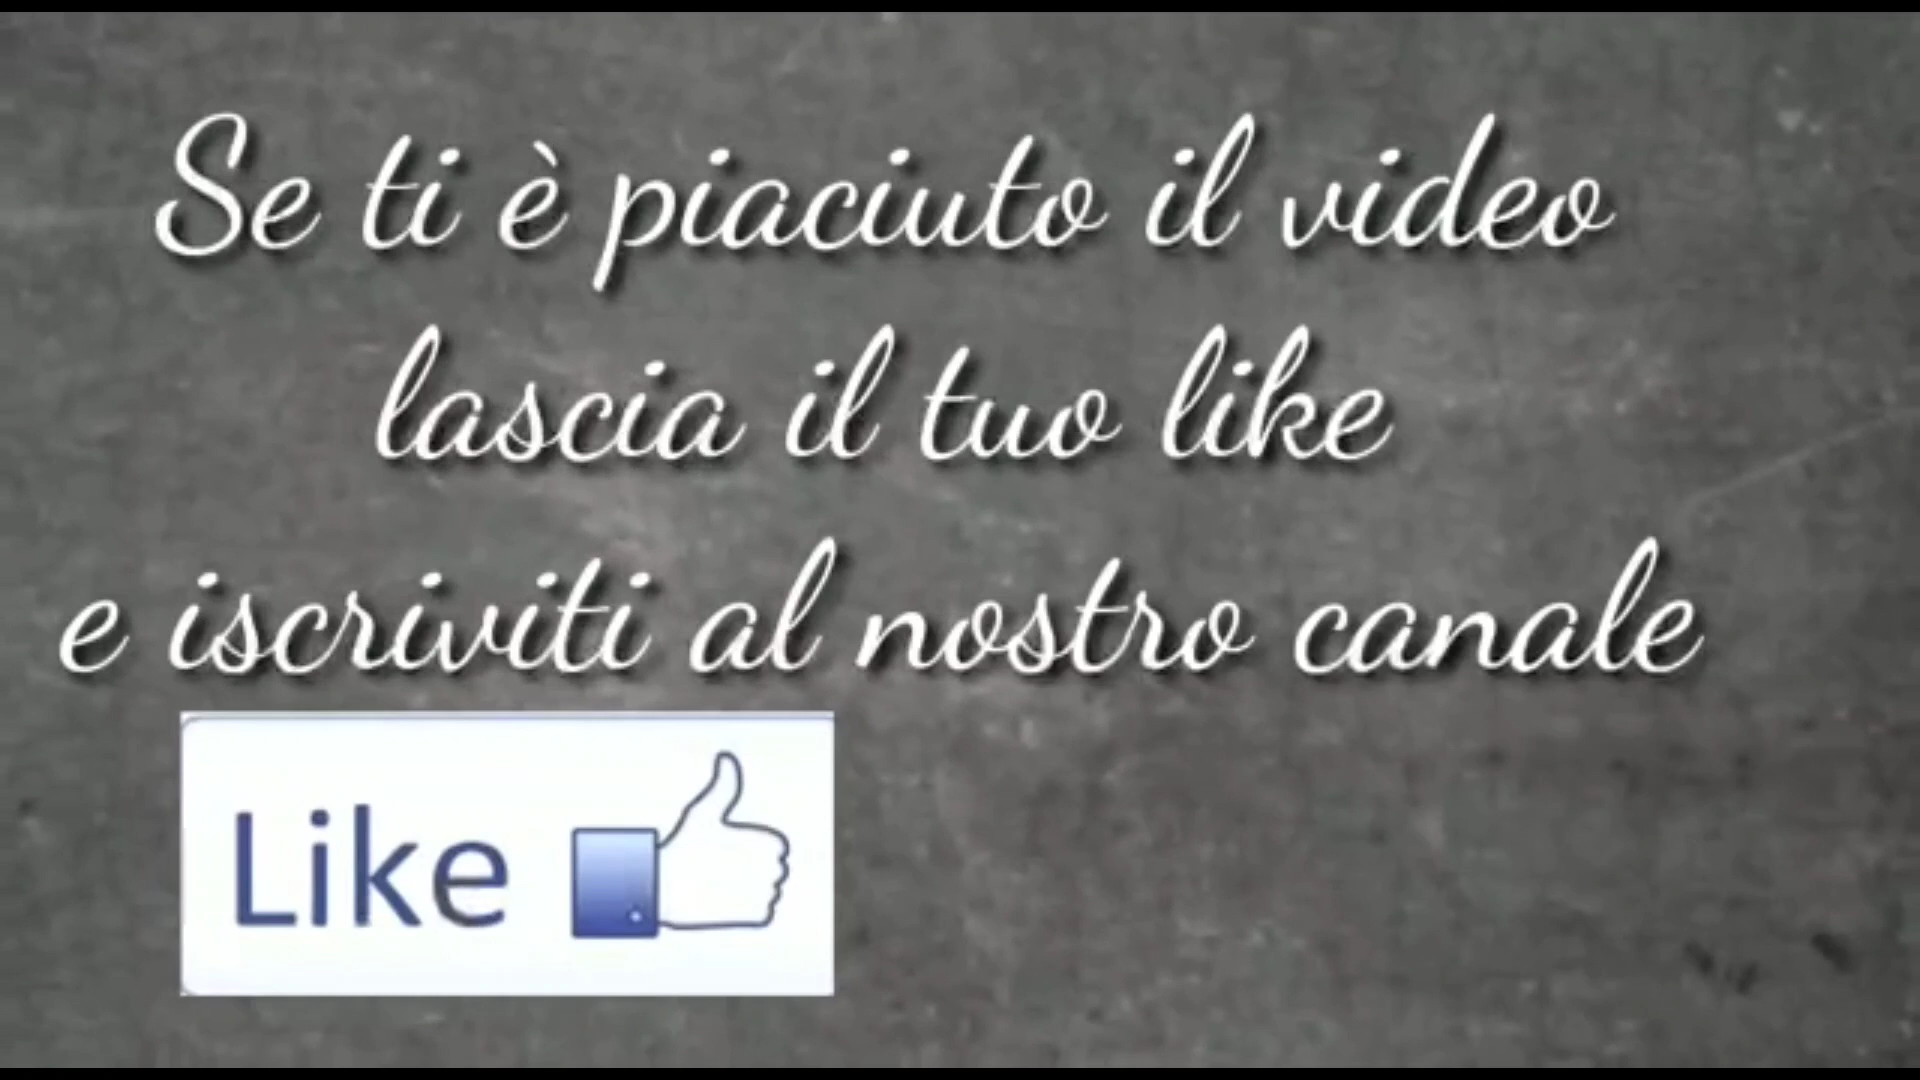 Se ti è piaciuto il video
lascia il tuo like
e iscriviti al nostro canale
Like